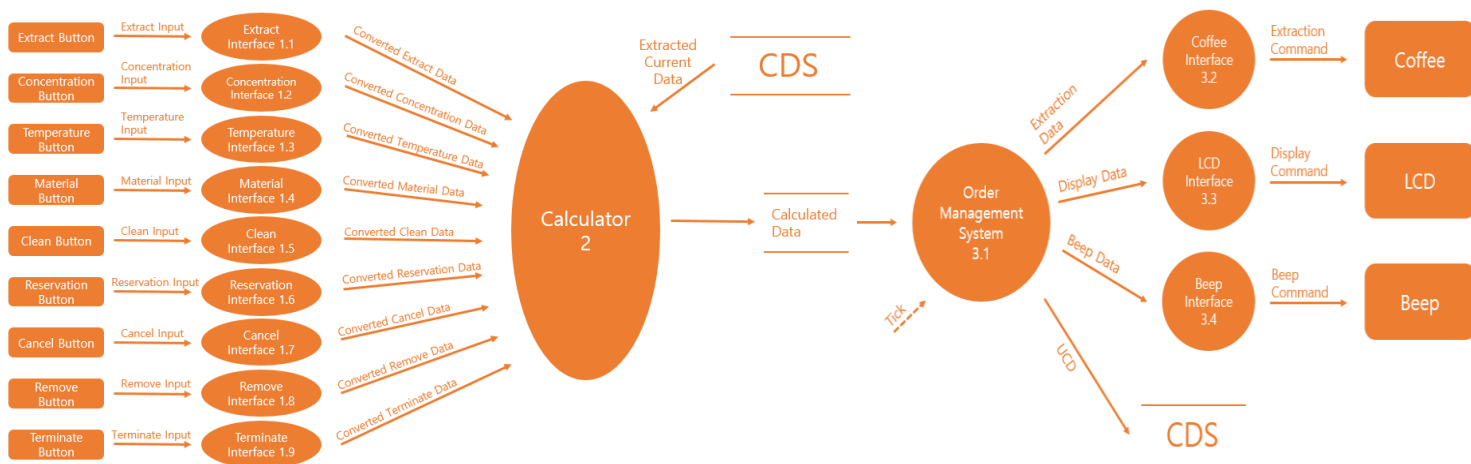 Extract Button
Extract Input
Extract
Interface 1.1
Converted Extract Data
Concentration
Button
Concentration
Input
Concentration
Interface 1.2
Converted Concentration Data
Temperature
Button
Temperature
Input
Temperature
Interface 1.3
Converted Temperature Data
Material
Button
Material Input
Material
Interface 1.4
Converted Material Data
Clean Button
Clean Input
Clean
Interface 1.5
Converted Clean Data
Reservation
Button
Reservation Input
Reservation
Interface 1.6
Converted Reservation Data
Cancel Button
Cancel Input
Cancel
Interface 1.7
Converted Cancel Data
Remove
Button
Remove Input
Remove
Interface 1.8
Converted Remove Data
Terminate
Button
Terminate Input
Terminate
Interface 1.9
Converted Terminate Data
Calculator
2
Extracted
Current
Data
CDS
Calculated
Data
Order
Management
System
3.1
Tick
Extraction
Data
Coffee
Interface
3.2
Extraction
Command
Coffee
Display Data
LCD
Interface
3.3
Display
Command
LCD
Beep Data
Beep
Interface
3.4
Beep
Command
Beep
UCD
CDS